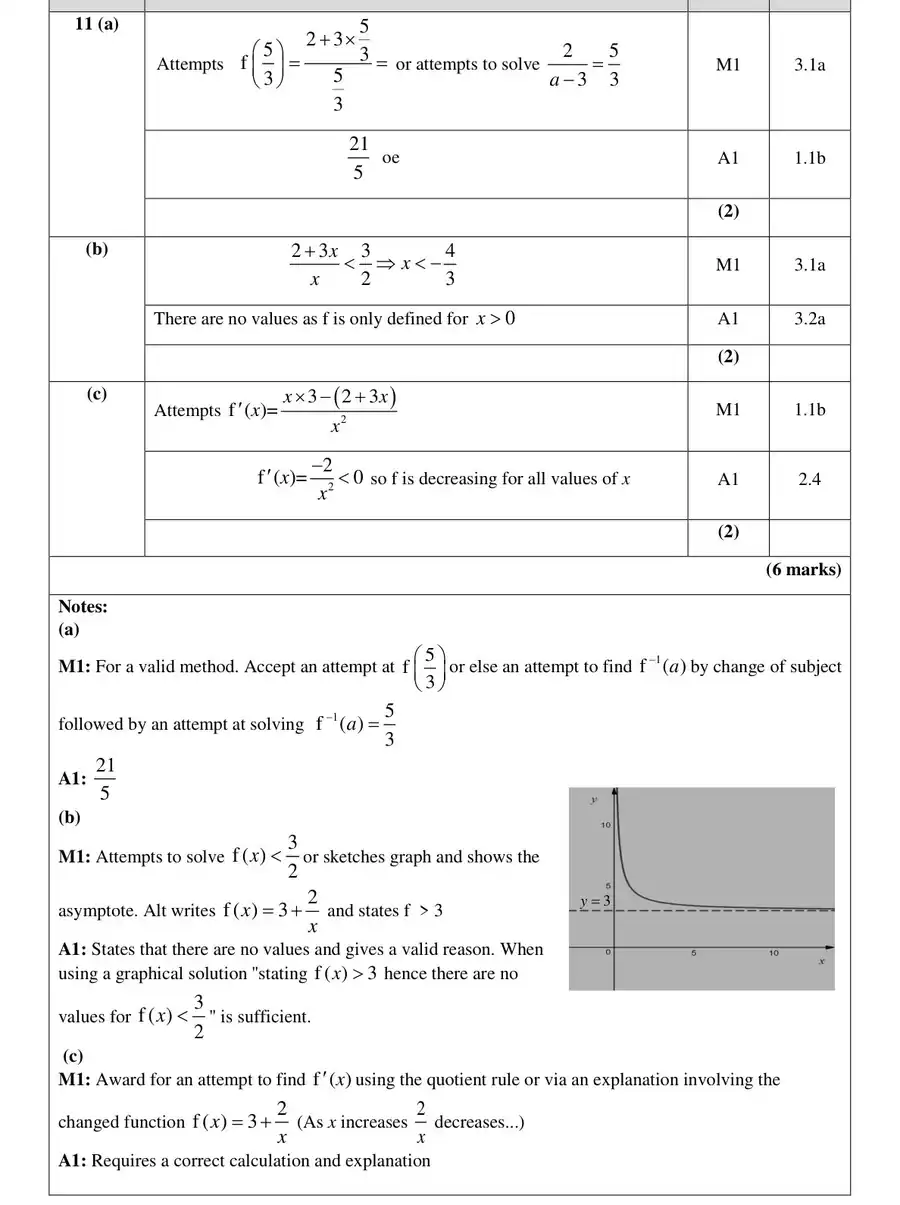 11 (a) Attempts f(5/3) = (2+3×5/3)/(5/3) = or attempts to solve 2/(a−3) = 5/3 M1 3.1a
21/5 oe A1 1.1b
(2)
(b) (2+3x)/x < 3/2 ⇒ x < −4/3 M1 3.1a
There are no values as f is only defined for x > 0 A1 3.2a
(2)
(c) Attempts f ′(x)= (x×3−(2+3x))/x² M1 1.1b
f ′(x)= −2/x² < 0 so f is decreasing for all values of x A1 2.4
(2)
(6 marks)
Notes:
(a)
M1: For a valid method. Accept an attempt at f(5/3) or else an attempt to find f⁻¹(a) by change of subject
followed by an attempt at solving f⁻¹(a) = 5/3
A1: 21/5
(b)
M1: Attempts to solve f(x) < 3/2 or sketches graph and shows the
asymptote. Alt writes f(x) = 3 + 2/x and states f > 3
A1: States that there are no values and gives a valid reason. When
using a graphical solution "stating f(x) > 3 hence there are no
values for f(x) < 3/2 " is sufficient.
y
10
5
y = 3
0 5 10
x
(c)
M1: Award for an attempt to find f ′(x) using the quotient rule or via an explanation involving the
changed function f(x) = 3 + 2/x (As x increases 2/x decreases...)
A1: Requires a correct calculation and explanation